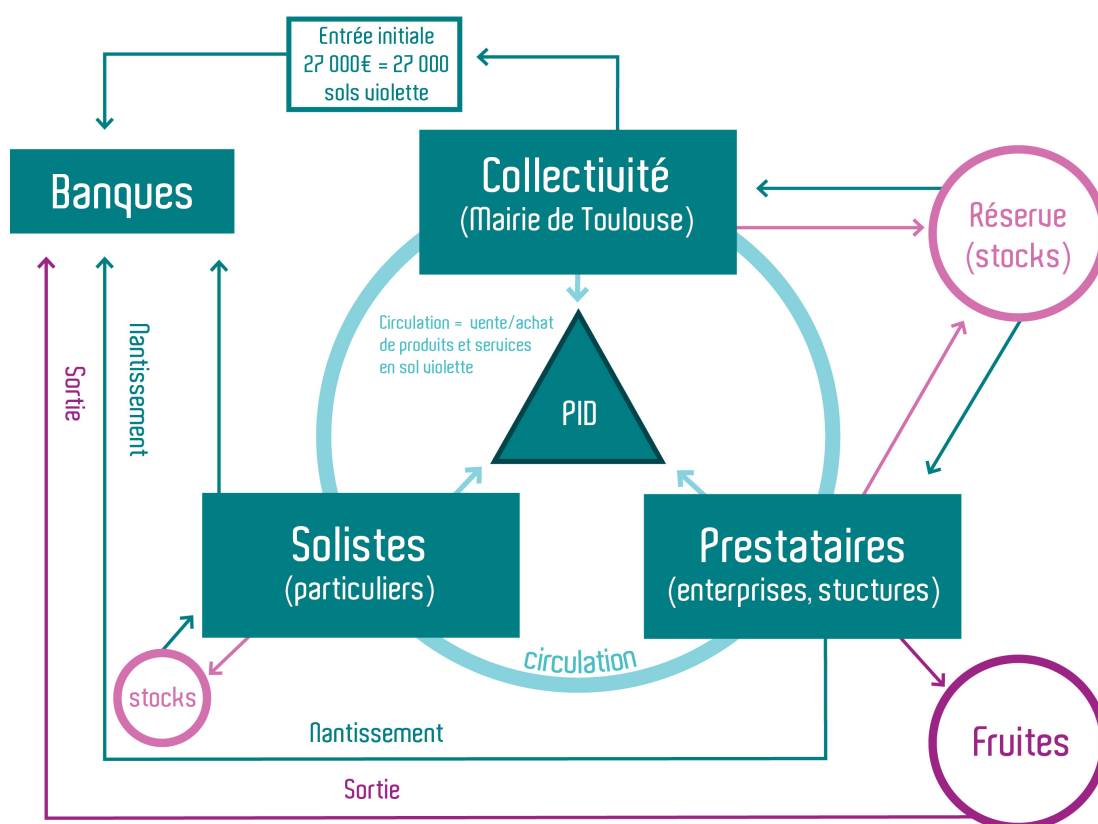 Entrée initiale
27 000€ = 27 000
sols violette
Banques
Collectivité
(Mairie de Toulouse)
Réserve
(stocks)
Circulation = vente/achat
de produits et services
en sol violette
Nantissement
Sortie
PID
Solistes
(particuliers)
Prestataires
(enterprises, stuctures)
circulation
stocks
Nantissement
Fruites
Sortie